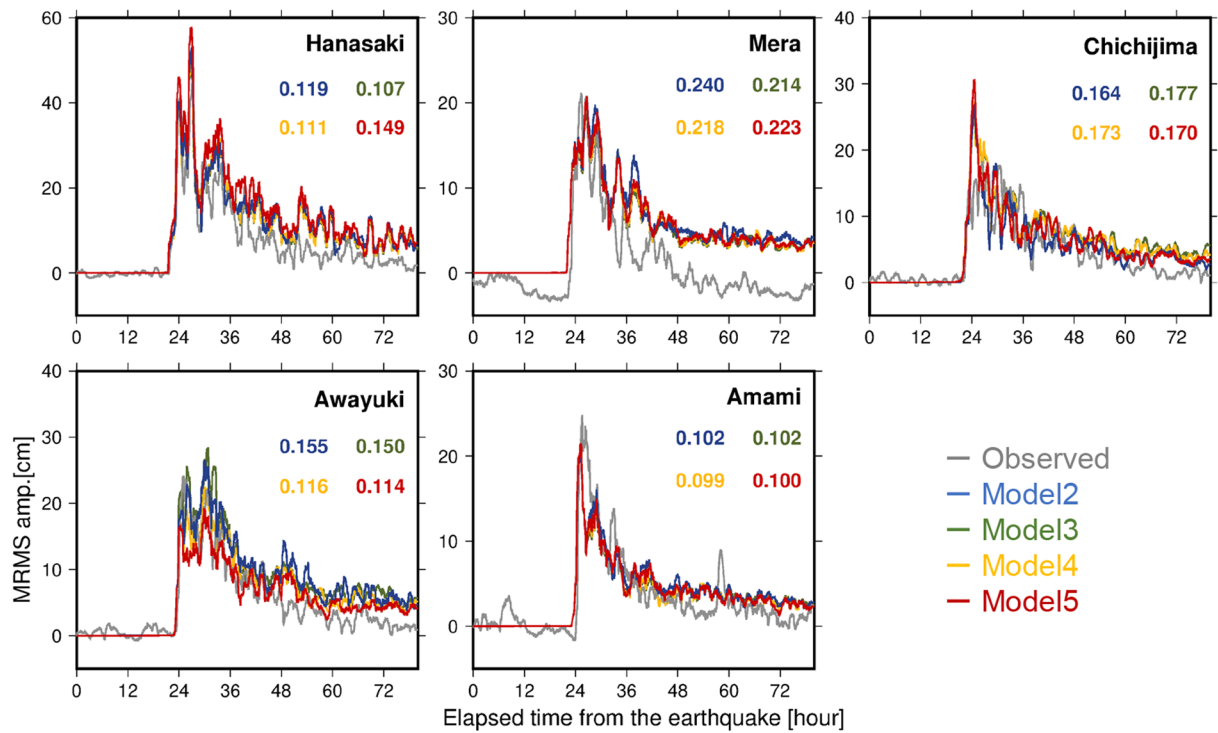 60
40
20
0
Hanasaki
0.119 0.107
0.111 0.149
0 12 24 36 48 60 72
30
20
10
0
Mera
0.240 0.214
0.218 0.223
0 12 24 36 48 60 72
40
30
20
10
0
Chichijima
0.164 0.177
0.173 0.170
0 12 24 36 48 60 72
MRMS amp.[cm]
40
30
20
10
0
Awayuki
0.155 0.150
0.116 0.114
0 12 24 36 48 60 72
30
20
10
0
Amami
0.102 0.102
0.099 0.100
0 12 24 36 48 60 72
Elapsed time from the earthquake [hour]
Observed
Model2
Model3
Model4
Model5